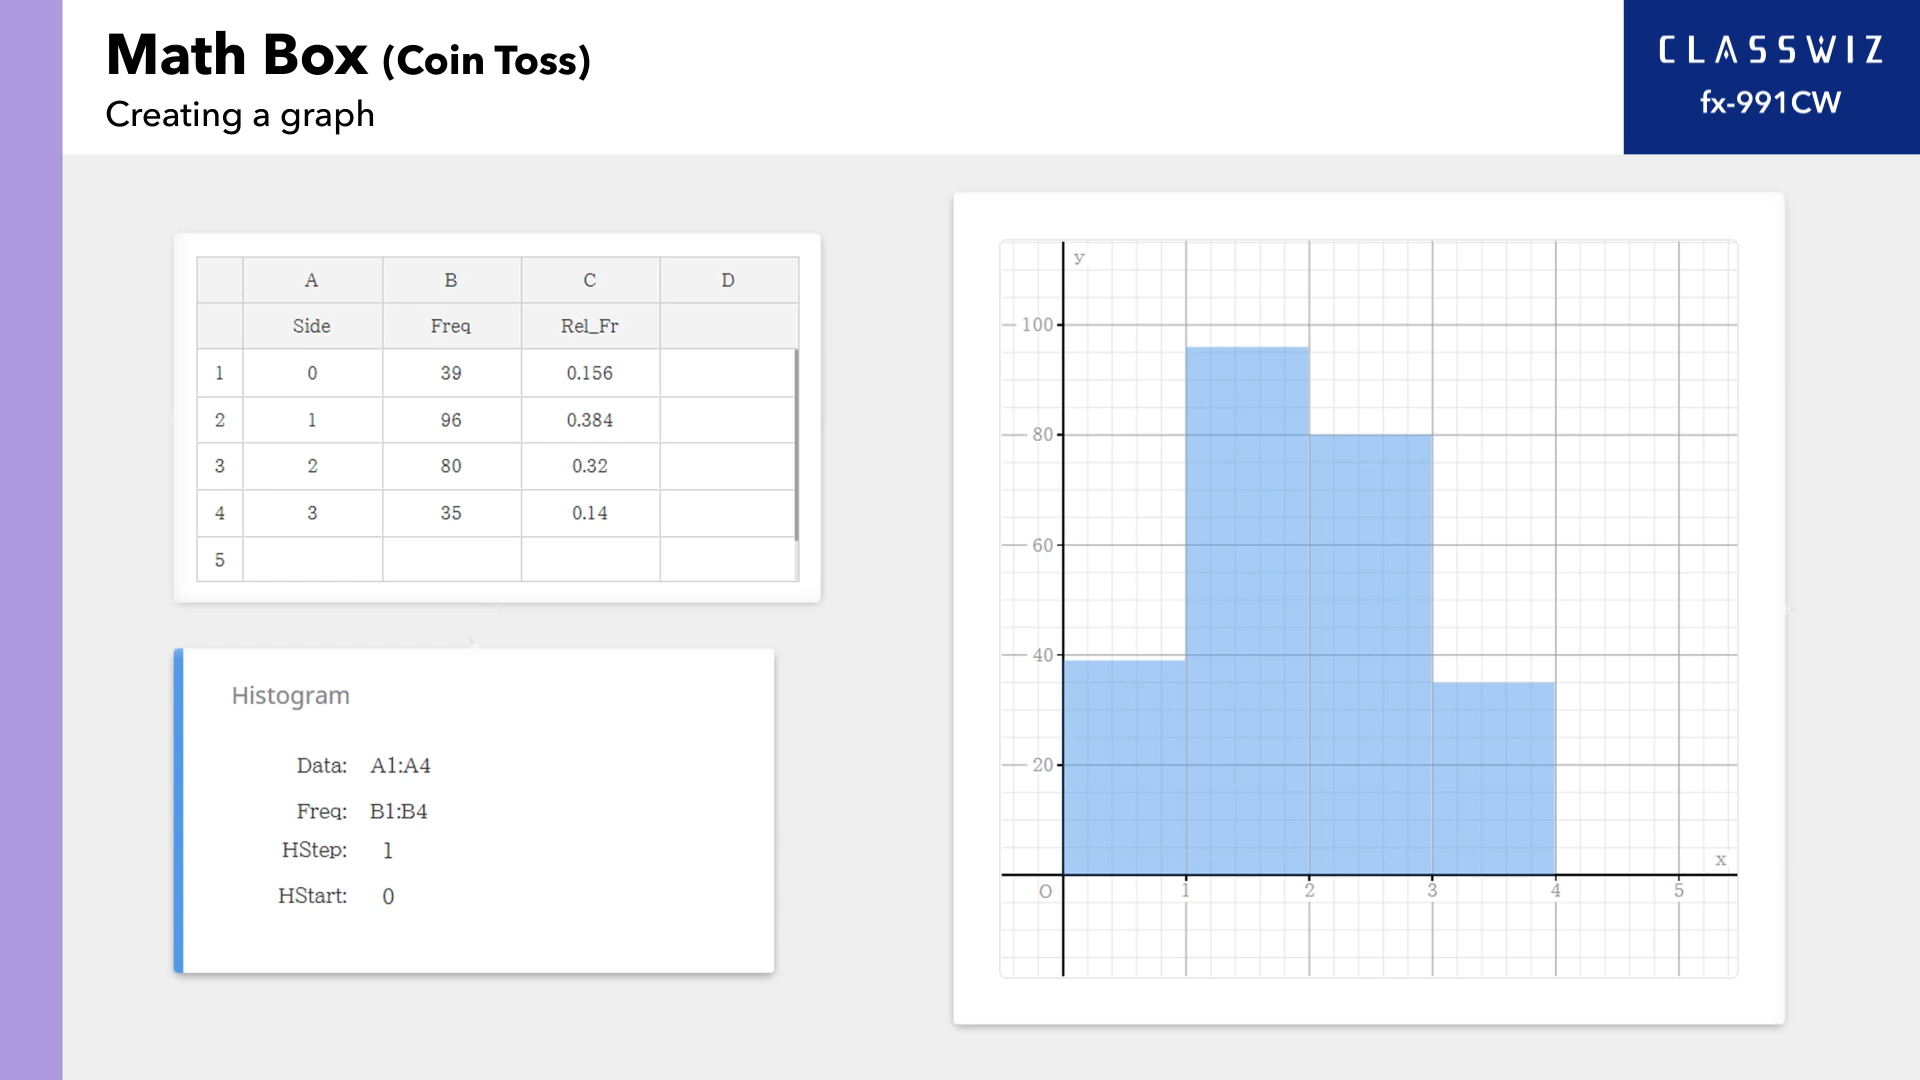 Math Box (Coin Toss)
Creating a graph
CLASSWIZ
fx-991CW
A B C D
Side Freq Rel_Fr
1 0 39 0.156
2 1 96 0.384
3 2 80 0.32
4 3 35 0.14
5
Histogram
Data: A1:A4
Freq: B1:B4
HStep: 1
HStart: 0
y
100
80
60
40
20
x
O 1 2 3 4 5